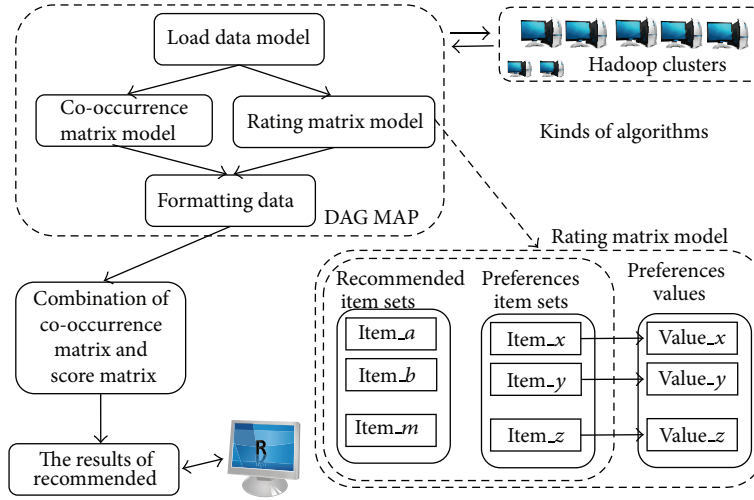 Load data model
Co-occurrence
matrix model
Rating matrix model
Formatting data
DAG MAP
Hadoop clusters
Kinds of algorithms
Combination of
co-occurrence
matrix and
score matrix
The results of
recommended
R
Rating matrix model
Recommended
item sets
Preferences
item sets
Preferences
values
Item_a
Item_x
Value_x
Item_b
Item_y
Value_y
Item_m
Item_z
Value_z